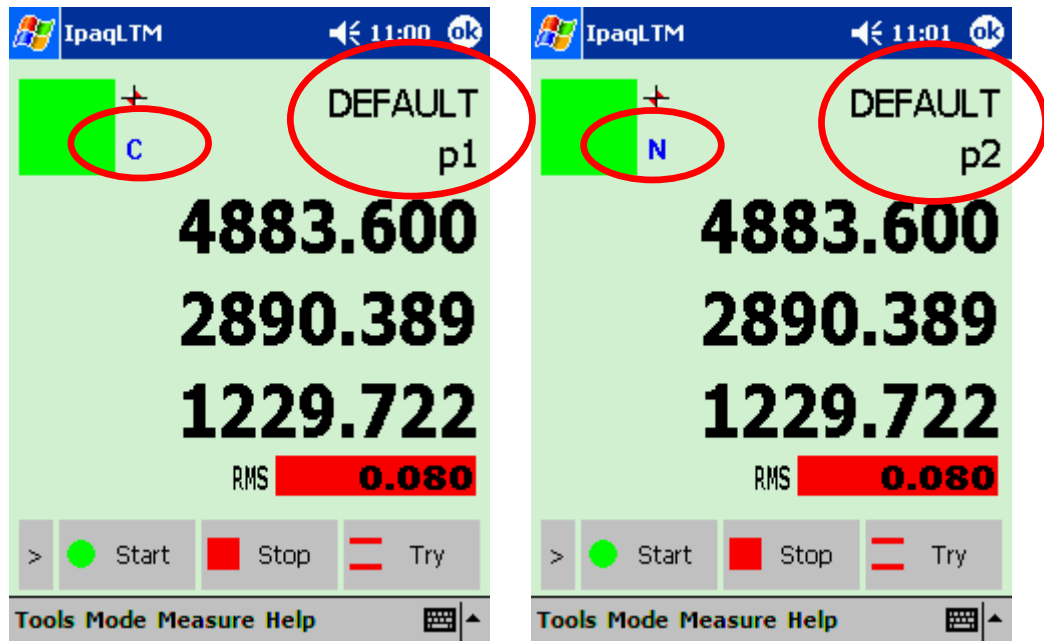 IpaqLTM 11:00 ok
DEFAULT
C p1
4883.600
2890.389
1229.722
RMS 0.080
> Start Stop Try
Tools Mode Measure Help
IpaqLTM 11:01 ok
DEFAULT
N p2
4883.600
2890.389
1229.722
RMS 0.080
> Start Stop Try
Tools Mode Measure Help